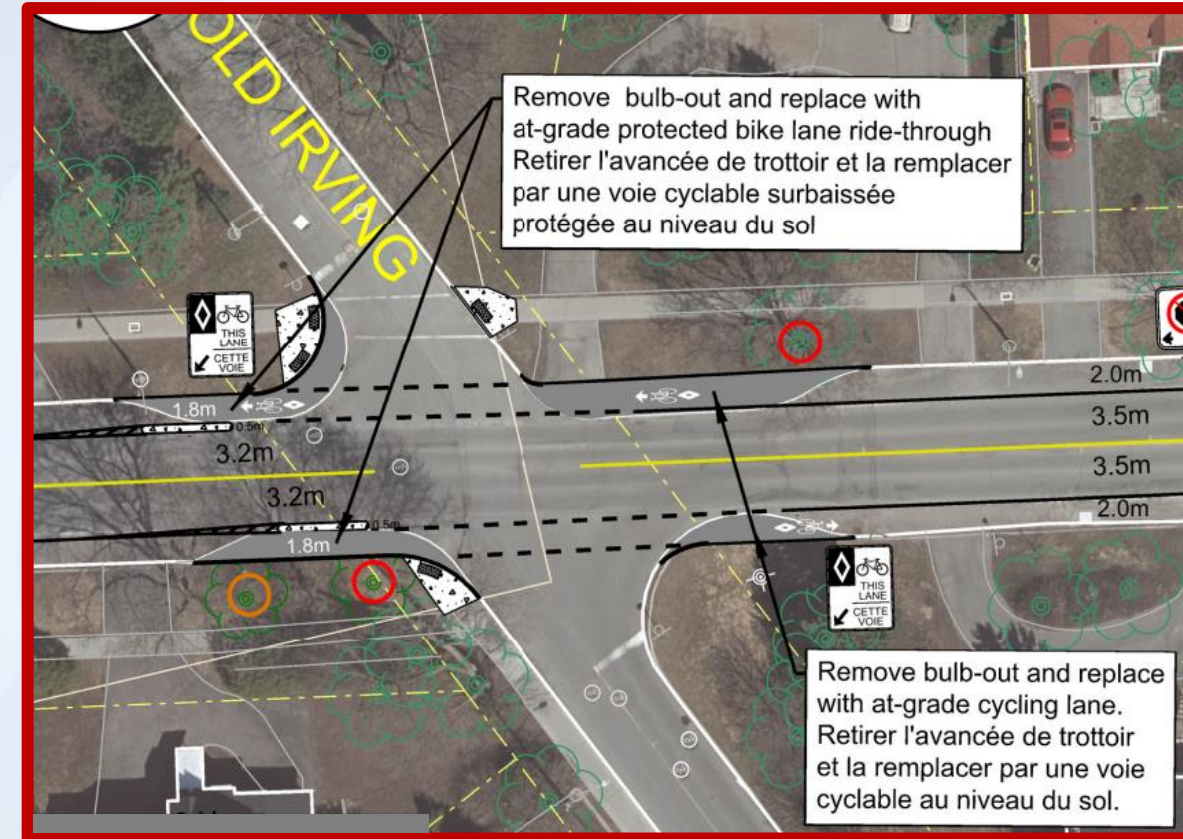 OLD IRVING
Remove bulb-out and replace with
at-grade protected bike lane ride-through
Retirer l'avancée de trottoir et la remplacer
par une voie cyclable surbaissée
protégée au niveau du sol
THIS
LANE
CETTE
VOIE
1.8m
0.5m
3.2m
3.2m
0.5m
1.8m
2.0m
3.5m
3.5m
2.0m
THIS
LANE
CETTE
VOIE
Remove bulb-out and replace
with at-grade cycling lane.
Retirer l'avancée de trottoir
et la remplacer par une voie
cyclable au niveau du sol.